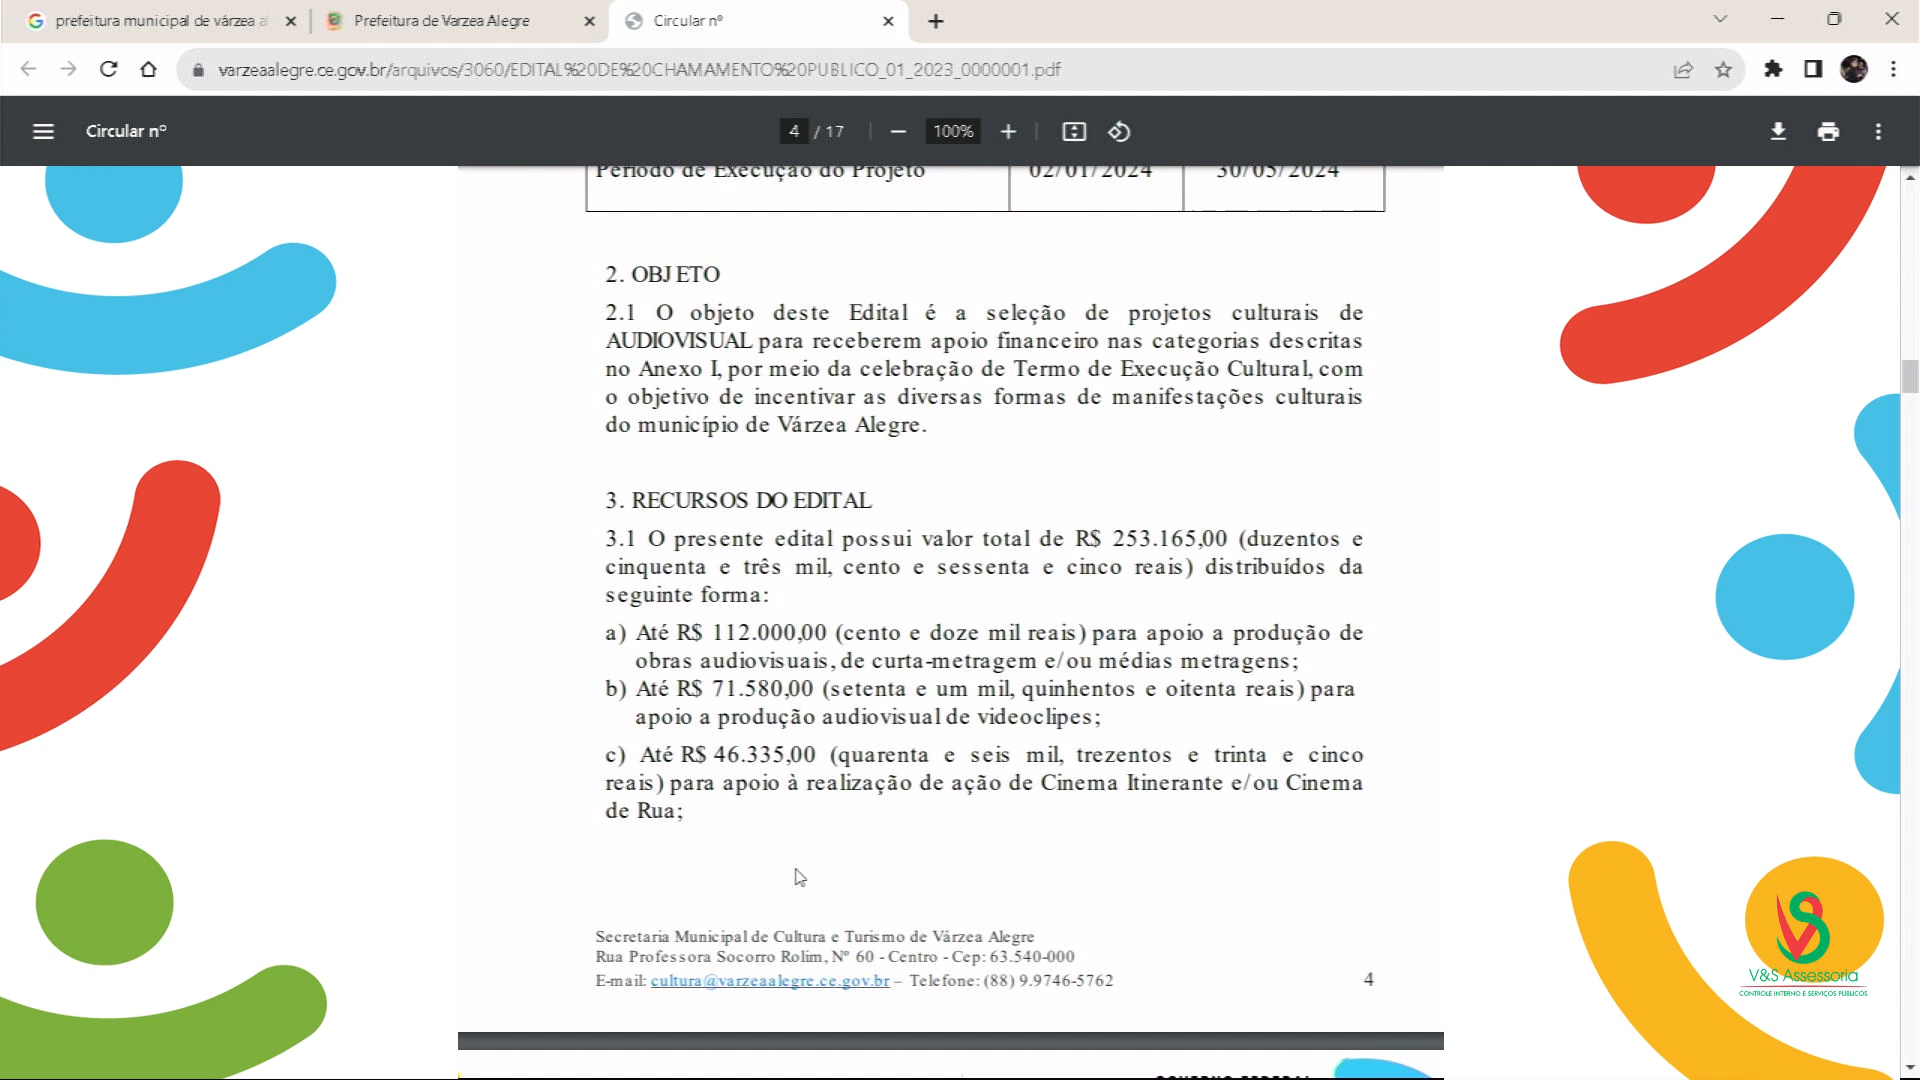 prefeitura municipal de várzea a
Prefeitura de Varzea Alegre
Circular nº
varzeaalegre.ce.gov.br/arquivos/3060/EDITAL%20DE%20CHAMAMENTO%20PUBLICO_01_2023_0000001.pdf
Circular nº
4 / 17
100%
Período de Execução do Projeto 02/01/2024 30/05/2024
2. OBJETO
2.1 O objeto deste Edital é a seleção de projetos culturais de
AUDIOVISUAL para receberem apoio financeiro nas categorias descritas
no Anexo I, por meio da celebração de Termo de Execução Cultural, com
o objetivo de incentivar as diversas formas de manifestações culturais
do município de Várzea Alegre.
3. RECURSOS DO EDITAL
3.1 O presente edital possui valor total de R$ 253.165,00 (duzentos e
cinquenta e três mil, cento e sessenta e cinco reais) distribuídos da
seguinte forma:
a) Até R$ 112.000,00 (cento e doze mil reais) para apoio a produção de
obras audiovisuais, de curta-metragem e/ou médias metragens;
b) Até R$ 71.580,00 (setenta e um mil, quinhentos e oitenta reais) para
apoio a produção audiovisual de videoclipes;
c) Até R$ 46.335,00 (quarenta e seis mil, trezentos e trinta e cinco
reais) para apoio à realização de ação de Cinema Itinerante e/ou Cinema
de Rua;
Secretaria Municipal de Cultura e Turismo de Várzea Alegre
Rua Professora Socorro Rolim, Nº 60 - Centro - Cep: 63.540-000
E-mail: cultura@varzeaalegre.ce.gov.br – Telefone: (88) 9.9746-5762
4
V&S Assessoria
CONTROLE INTERNO E SERVIÇOS PÚBLICOS
GOVERNO FEDERAL